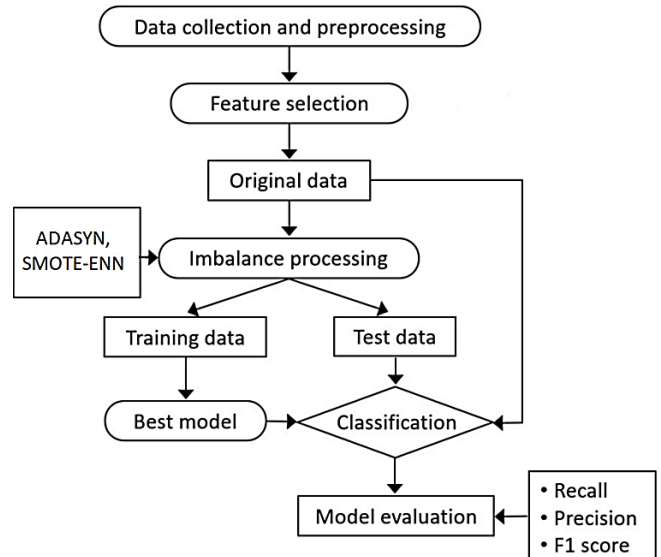 Data collection and preprocessing
Feature selection
Original data
ADASYN,
SMOTE-ENN
Imbalance processing
Training data
Test data
Best model
Classification
Model evaluation
• Recall
• Precision
• F1 score